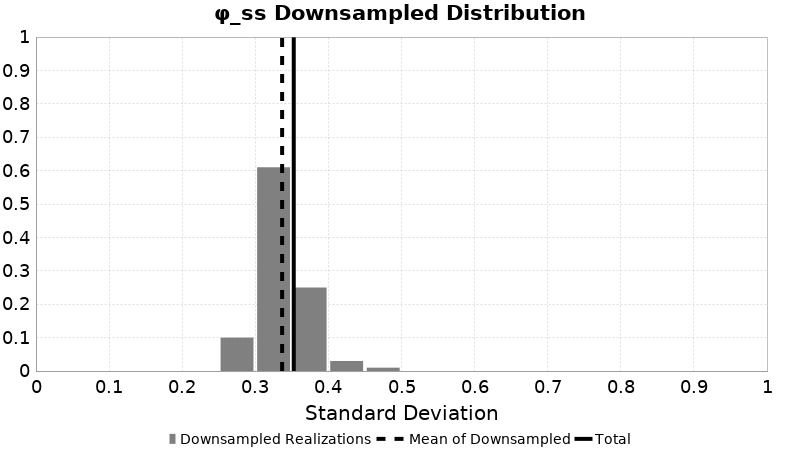 φ_ss Downsampled Distribution
1
0.9
0.8
0.7
0.6
0.5
0.4
0.3
0.2
0.1
0
0 0.1 0.2 0.3 0.4 0.5 0.6 0.7 0.8 0.9 1
Standard Deviation
Downsampled Realizations Mean of Downsampled Total